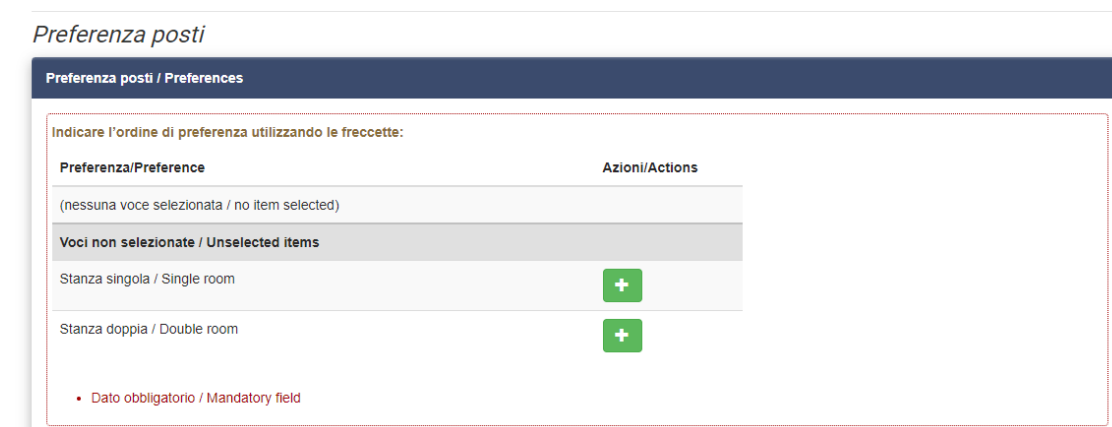 Preferenza posti
Preferenza posti / Preferences
Indicare l'ordine di preferenza utilizzando le freccette:
Preferenza/Preference Azioni/Actions
(nessuna voce selezionata / no item selected)
Voci non selezionate / Unselected items
Stanza singola / Single room
Stanza doppia / Double room
Dato obbligatorio / Mandatory field